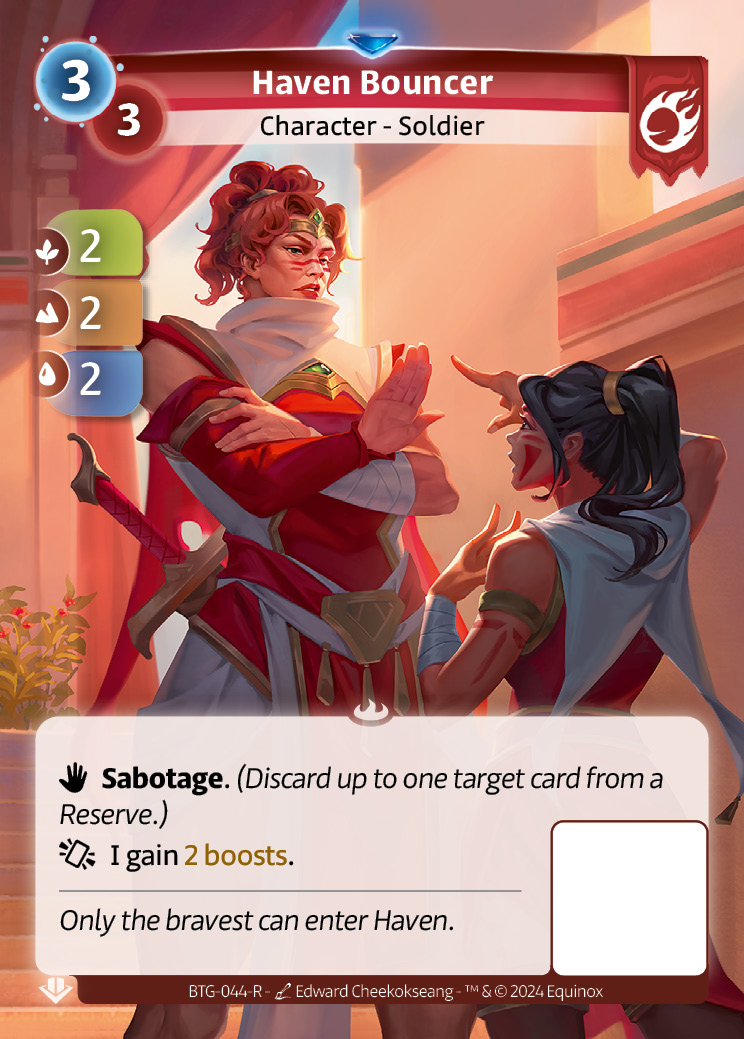 3
Haven Bouncer
3
Character - Soldier
2
2
2
Sabotage. (Discard up to one target card from a
Reserve.)
I gain 2 boosts.
Only the bravest can enter Haven.
BTG-044-R - Edward Cheekokseang - ™ & © 2024 Equinox